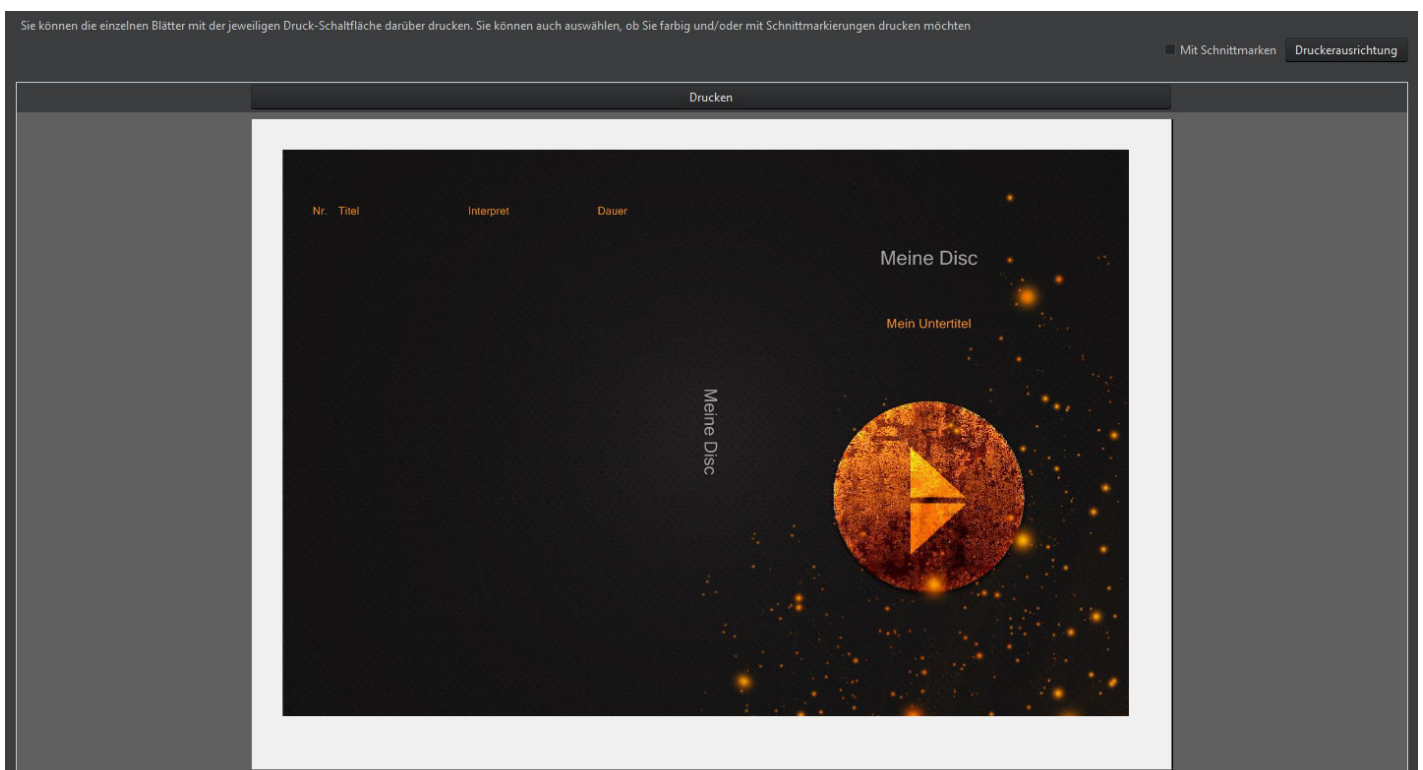 Sie können die einzelnen Blätter mit der jeweiligen Druck-Schaltfläche darüber drucken. Sie können auch auswählen, ob Sie farbig und/oder mit Schnittmarkierungen drucken möchten
Mit Schnittmarken Druckerausrichtung
Drucken
Nr. Titel Interpret Dauer
Meine Disc
Mein Untertitel
Meine Disc